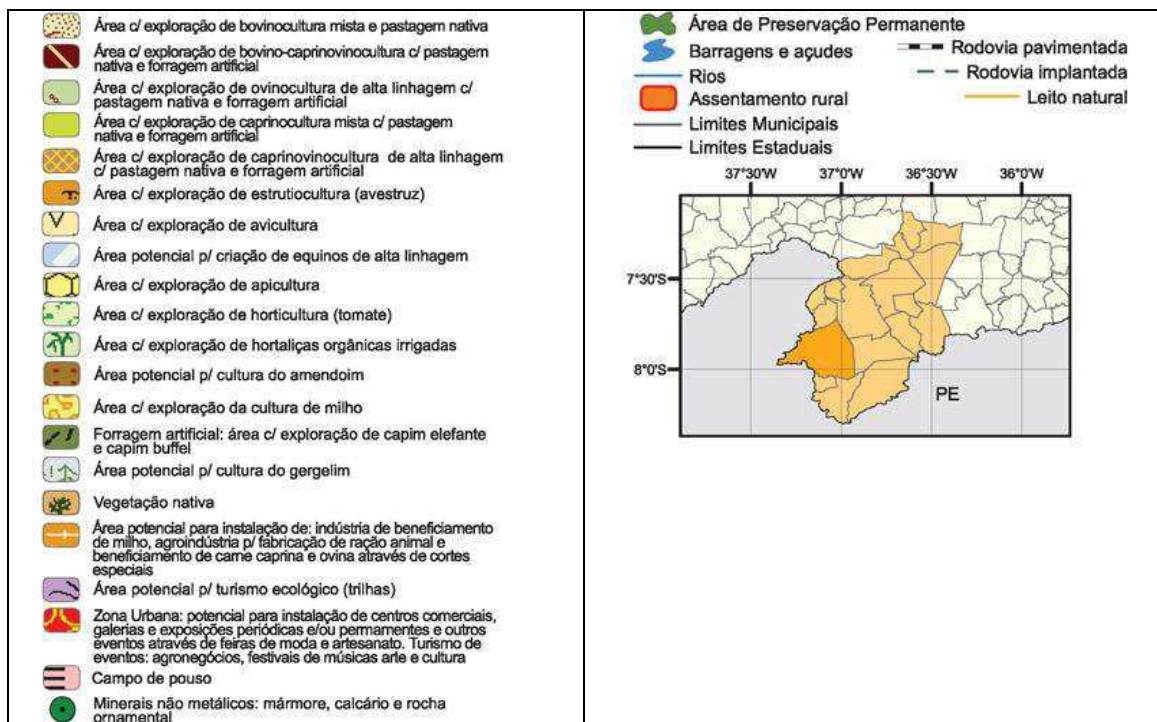 Área c/ exploração de bovinocultura mista e pastagem nativa
Área c/ exploração de bovino-caprinovinocultura c/ pastagem
nativa e forragem artificial
Área c/ exploração de ovinocultura de alta linhagem c/
pastagem nativa e forragem artificial
Área c/ exploração de caprinocultura mista c/ pastagem
nativa e forragem artificial
Área c/ exploração de caprinovinocultura de alta linhagem
c/ pastagem nativa e forragem artificial
Área c/ exploração de estrutiocultura (avestruz)
Área c/ exploração de avicultura
Área potencial p/ criação de equinos de alta linhagem
Área c/ exploração de apicultura
Área c/ exploração de horticultura (tomate)
Área c/ exploração de hortaliças orgânicas irrigadas
Área potencial p/ cultura do amendoim
Área c/ exploração da cultura de milho
Forragem artificial: área c/ exploração de capim elefante
e capim buffel
Área potencial p/ cultura do gergelim
Vegetação nativa
Área potencial para instalação de: indústria de beneficiamento
de milho, agroindústria p/ fabricação de ração animal e
beneficiamento de carne caprina e ovina através de cortes
especiais
Área potencial p/ turismo ecológico (trilhas)
Zona Urbana: potencial para instalação de centros comerciais,
galerias e exposições periódicas e/ou permamentes e outros
eventos através de feiras de moda e artesanato. Turismo de
eventos: agronegócios, festivais de músicas arte e cultura
Campo de pouso
Minerais não metálicos: mármore, calcário e rocha
ornamental
Área de Preservação Permanente
Barragens e açudes
Rios
Assentamento rural
Limites Municipais
Limites Estaduais
Rodovia pavimentada
Rodovia implantada
Leito natural
37°30'W 37°0'W 36°30'W 36°0'W
7°30'S
8°0'S
PE